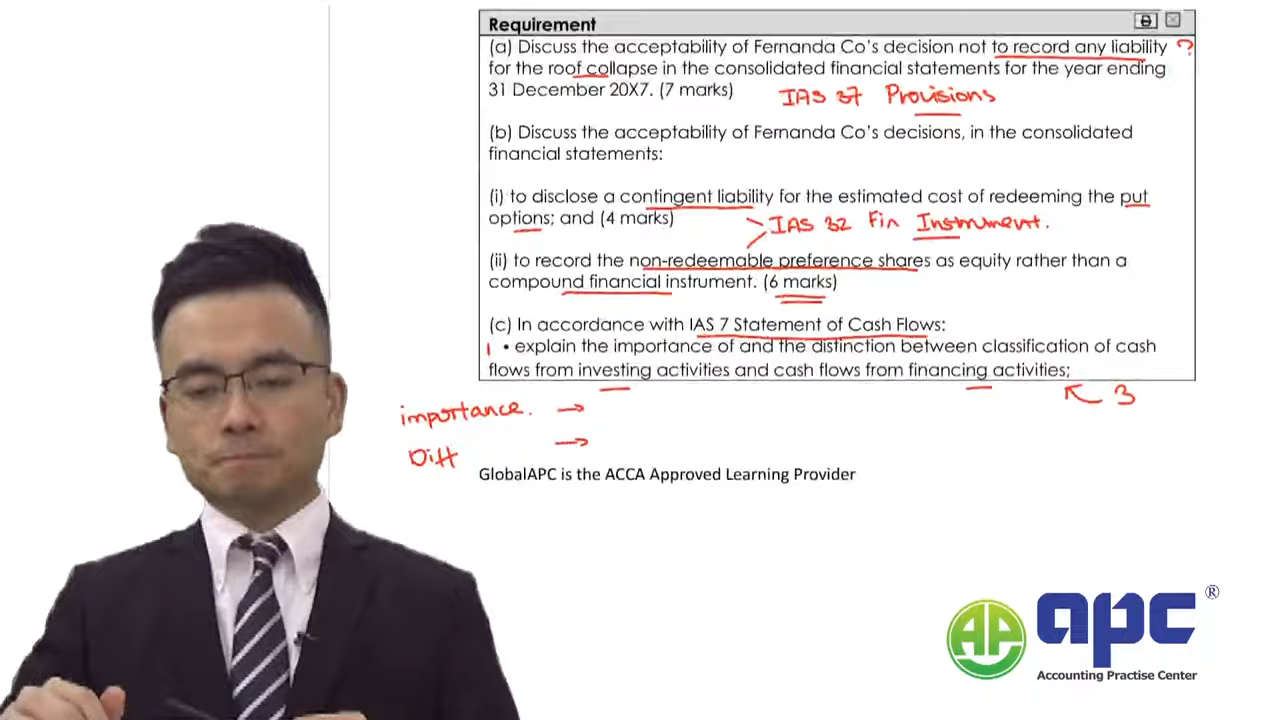 Requirement
(a) Discuss the acceptability of Fernanda Co's decision not to record any liability ?
for the roof collapse in the consolidated financial statements for the year ending
31 December 20X7. (7 marks) IAS 37 Provisions
(b) Discuss the acceptability of Fernanda Co's decisions, in the consolidated
financial statements:
(i) to disclose a contingent liability for the estimated cost of redeeming the put
options; and (4 marks) IAS 32 Fin Instrument.
(ii) to record the non-redeemable preference shares as equity rather than a
compound financial instrument. (6 marks)
(c) In accordance with IAS 7 Statement of Cash Flows:
1 • explain the importance of and the distinction between classification of cash
flows from investing activities and cash flows from financing activities;
3
importance. →
Diff →
GlobalAPC is the ACCA Approved Learning Provider
AP
apc ®
Accounting Practise Center